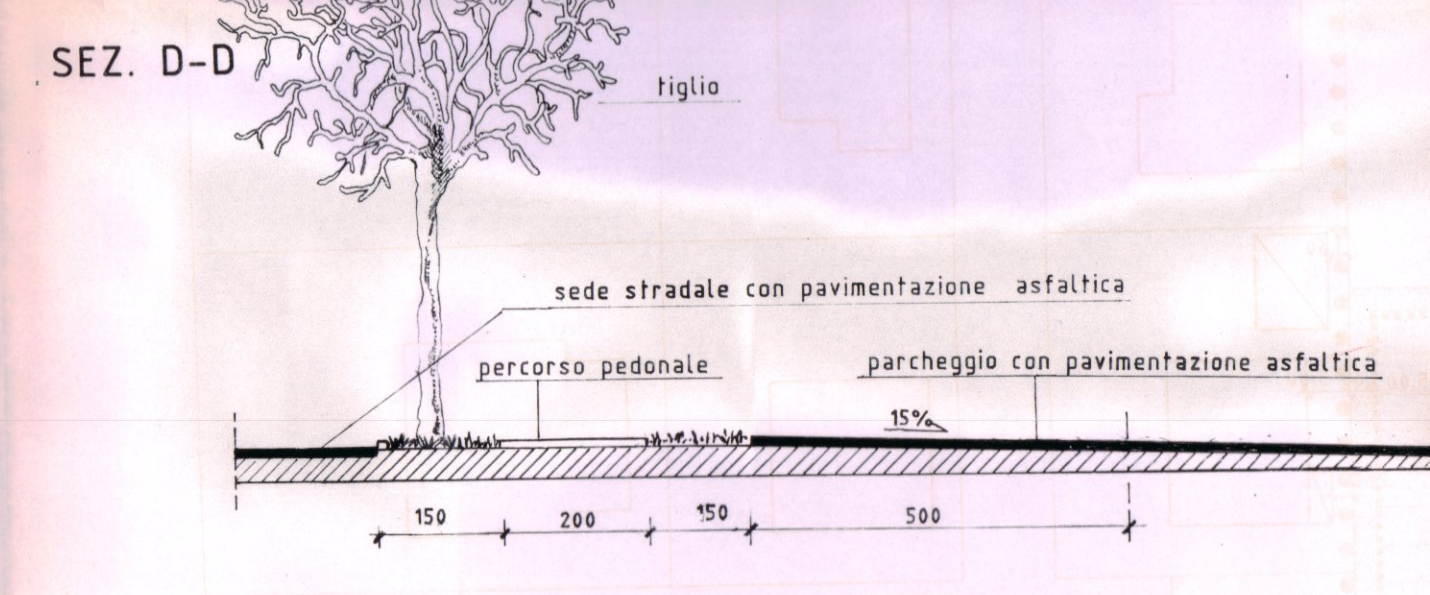 SEZ. D-D
tiglio
sede stradale con pavimentazione asfaltica
percorso pedonale
parcheggio con pavimentazione asfaltica
15%
150
200
150
500